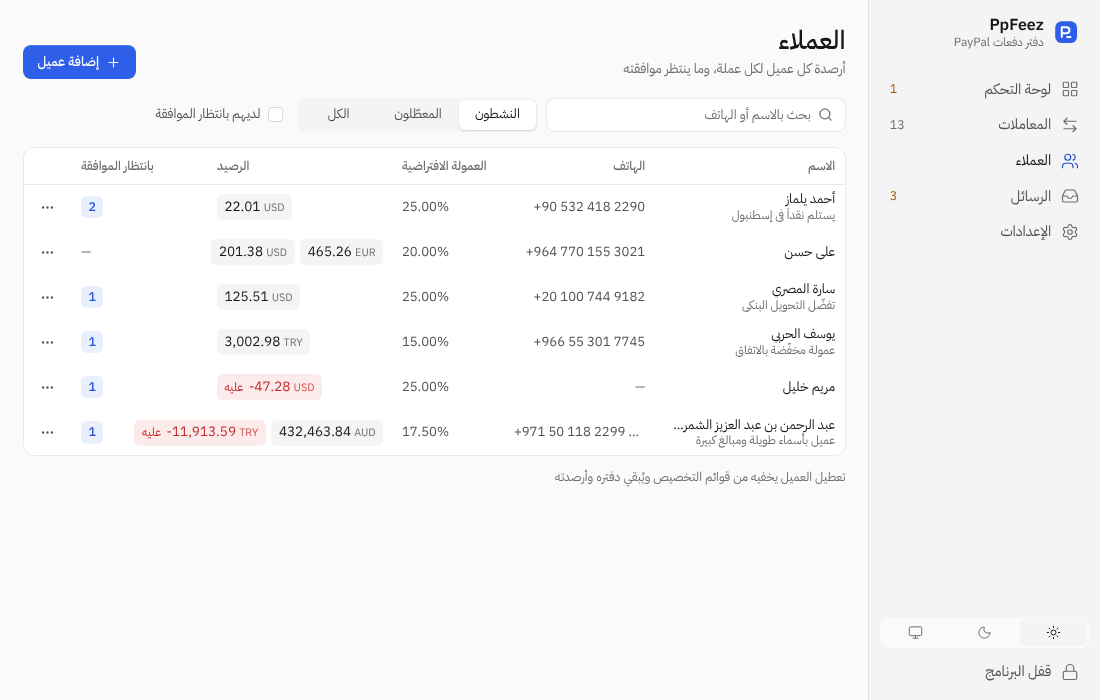 PpFeez
دفتر دفعات PayPal
لوحة التحكم 1
المعاملات 13
العملاء
الرسائل 3
الإعدادات
قفل البرنامج
العملاء
أرصدة كل عميل لكل عملة، وما ينتظر موافقته
إضافة عميل
بحث بالاسم أو الهاتف
النشطون المعطّلون الكل
لديهم بانتظار الموافقة
الاسم الهاتف العمولة الافتراضية الرصيد بانتظار الموافقة
أحمد يلماز +90 532 418 2290 25.00% 22.01 USD 2
يستلم نقداً في إسطنبول
علي حسن +964 770 155 3021 20.00% 465.26 EUR 201.38 USD —
سارة المصري +20 100 744 9182 25.00% 125.51 USD 1
تفضّل التحويل البنكي
يوسف الحربي +966 55 301 7745 15.00% 3,002.98 TRY 1
عمولة مخفّضة بالاتفاق
مريم خليل — 25.00% -47.28 USD عليه 1
عبد الرحمن بن عبد العزيز الشمر... +971 50 118 2299 ... 17.50% 432,463.84 AUD -11,913.59 TRY عليه 1
عميل بأسماء طويلة ومبالغ كبيرة
تعطيل العميل يخفيه من قوائم التخصيص ويُبقي دفتره وأرصدته